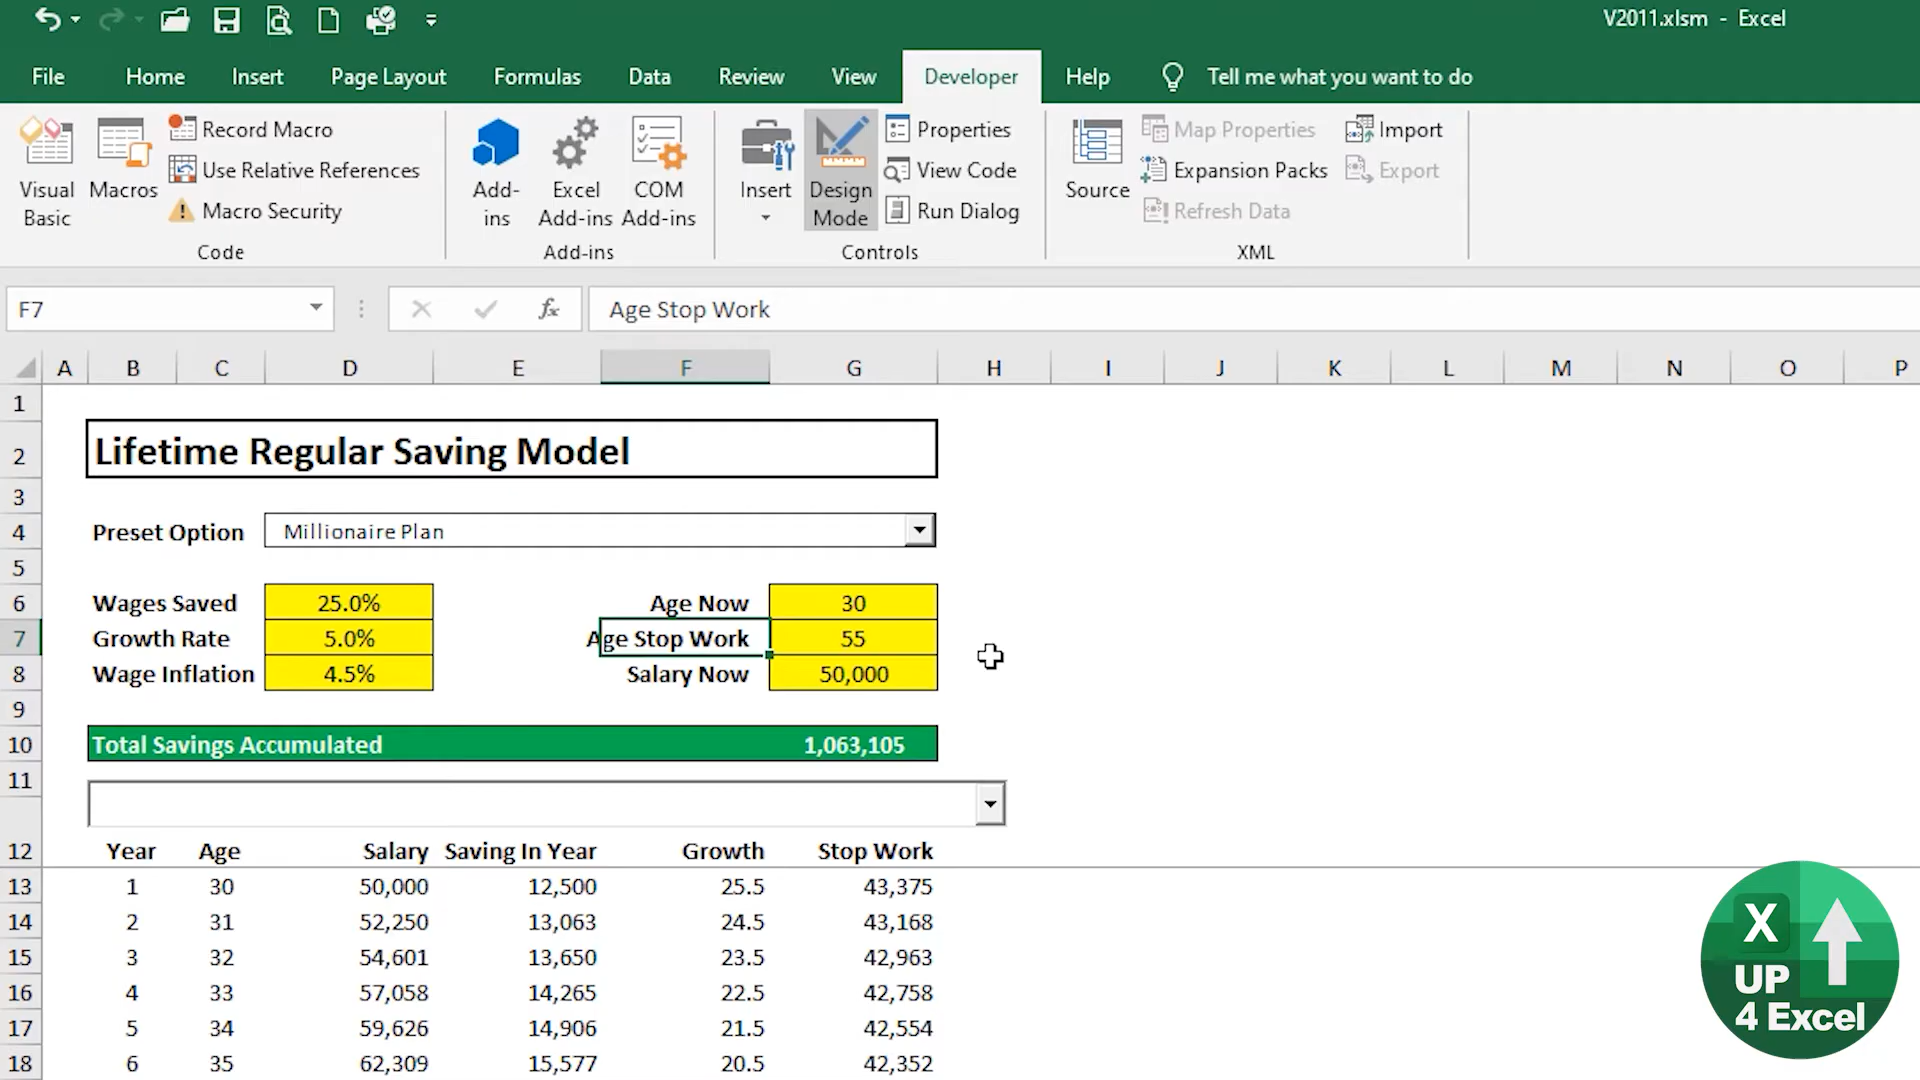 V2011.xlsm - Excel
File Home Insert Page Layout Formulas Data Review View Developer Help Tell me what you want to do
Visual Basic
Macros
Record Macro
Use Relative References
Macro Security
Code
Add-ins
Excel Add-ins
COM Add-ins
Add-ins
Insert
Design Mode
Properties
View Code
Run Dialog
Controls
Source
Map Properties
Expansion Packs
Refresh Data
Import
Export
XML
F7
fx
Age Stop Work
A B C D E F G H I J K L M N O P
1
2 Lifetime Regular Saving Model
3
4 Preset Option Millionaire Plan
5
6 Wages Saved 25.0% Age Now 30
7 Growth Rate 5.0% Age Stop Work 55
8 Wage Inflation 4.5% Salary Now 50,000
9
10 Total Savings Accumulated 1,063,105
11
12 Year Age Salary Saving In Year Growth Stop Work
13 1 30 50,000 12,500 25.5 43,375
14 2 31 52,250 13,063 24.5 43,168
15 3 32 54,601 13,650 23.5 42,963
16 4 33 57,058 14,265 22.5 42,758
17 5 34 59,626 14,906 21.5 42,554
18 6 35 62,309 15,577 20.5 42,352
X
UP
4 Excel